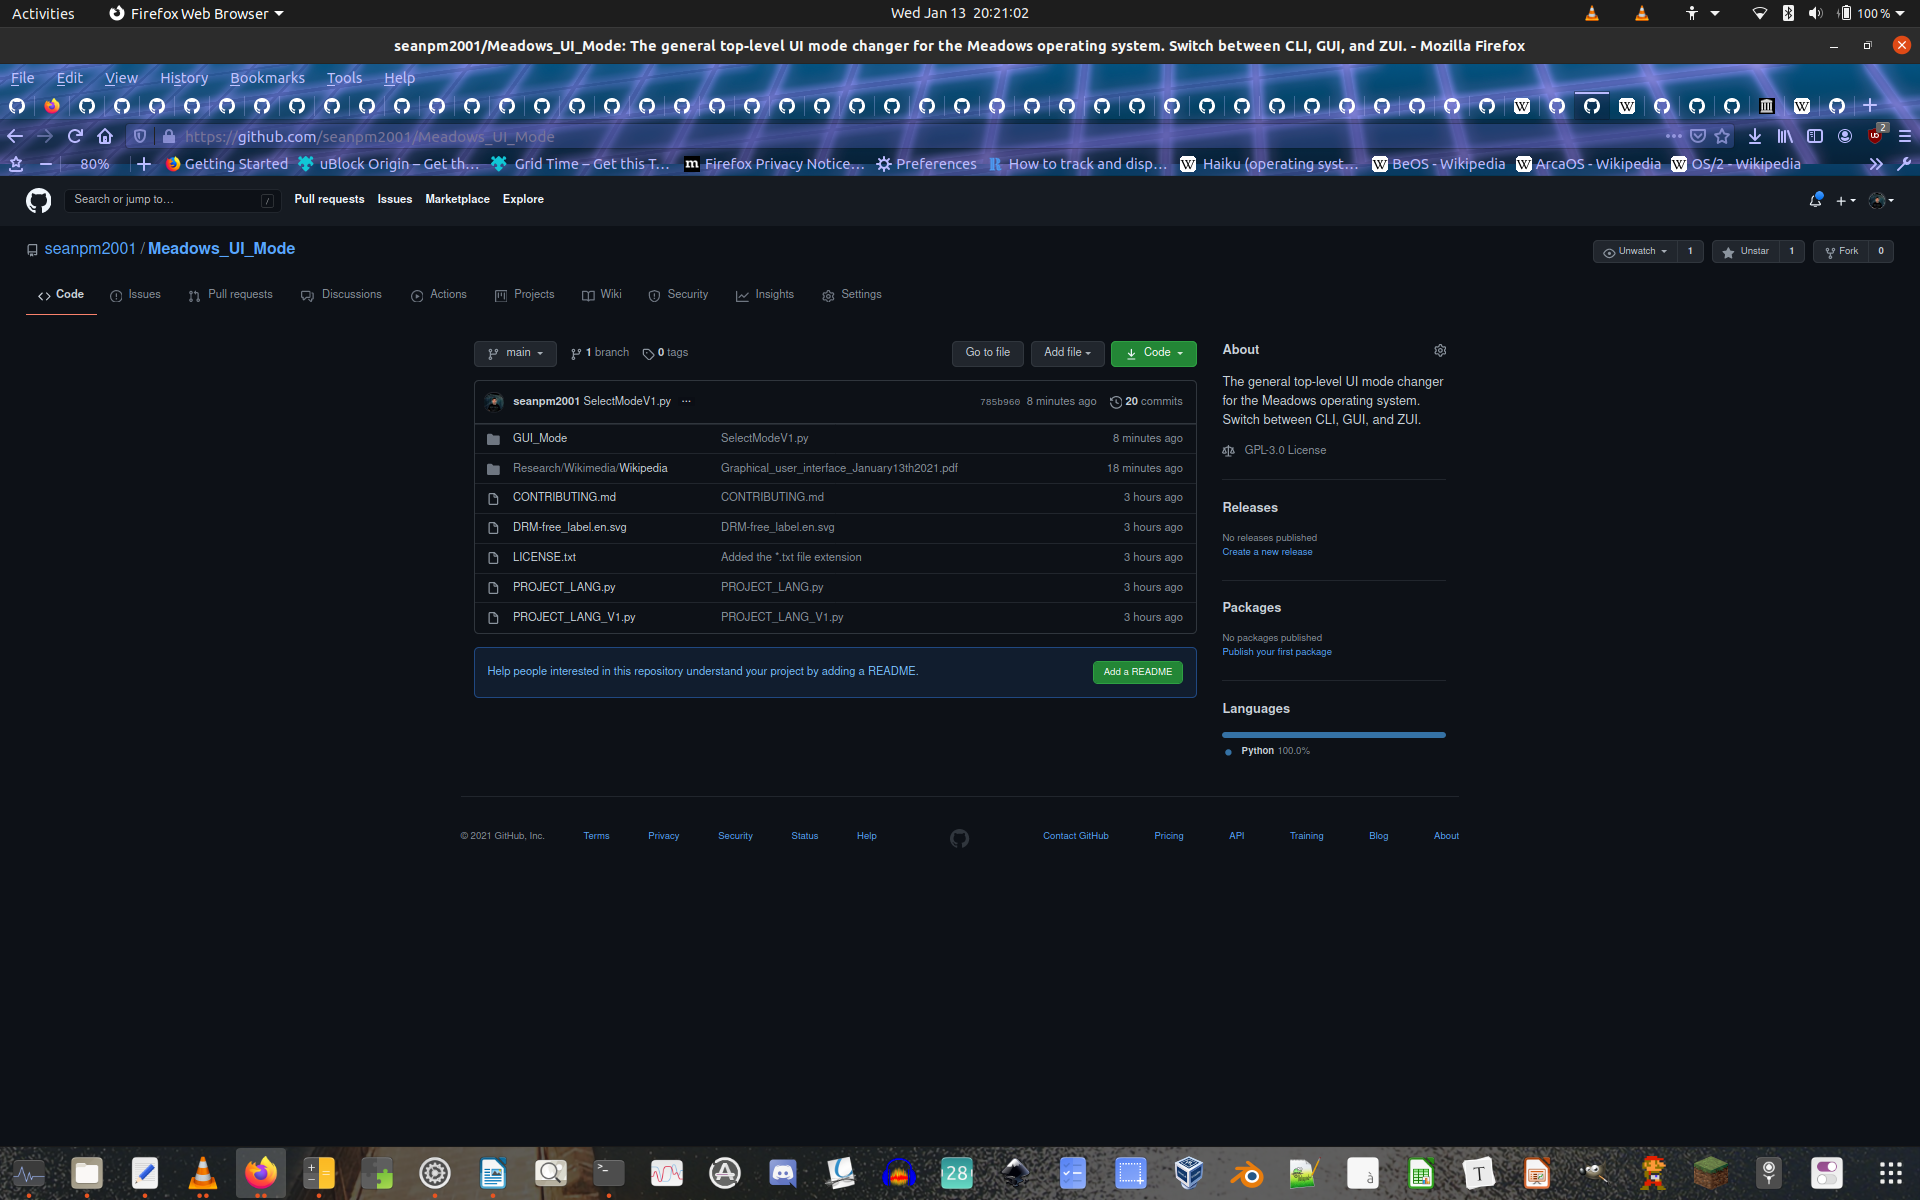 Activities Firefox Web Browser Wed Jan 13 20:21:02 100 %
seanpm2001/Meadows_UI_Mode: The general top-level UI mode changer for the Meadows operating system. Switch between CLI, GUI, and ZUI. - Mozilla Firefox
File Edit View History Bookmarks Tools Help
https://github.com/seanpm2001/Meadows_UI_Mode 2
80% Getting Started uBlock Origin – Get th… Grid Time – Get this T… Firefox Privacy Notice… Preferences How to track and disp… Haiku (operating syst… BeOS - Wikipedia ArcaOS - Wikipedia OS/2 - Wikipedia
Search or jump to… / Pull requests Issues Marketplace Explore
seanpm2001 / Meadows_UI_Mode Unwatch 1 Unstar 1 Fork 0
Code Issues Pull requests Discussions Actions Projects Wiki Security Insights Settings
main 1 branch 0 tags Go to file Add file Code
seanpm2001 SelectModeV1.py ... 785b960 8 minutes ago 20 commits
GUI_Mode SelectModeV1.py 8 minutes ago
Research/Wikimedia/Wikipedia Graphical_user_interface_January13th2021.pdf 18 minutes ago
CONTRIBUTING.md CONTRIBUTING.md 3 hours ago
DRM-free_label.en.svg DRM-free_label.en.svg 3 hours ago
LICENSE.txt Added the *.txt file extension 3 hours ago
PROJECT_LANG.py PROJECT_LANG.py 3 hours ago
PROJECT_LANG_V1.py PROJECT_LANG_V1.py 3 hours ago
Help people interested in this repository understand your project by adding a README. Add a README
About
The general top-level UI mode changer
for the Meadows operating system.
Switch between CLI, GUI, and ZUI.
GPL-3.0 License
Releases
No releases published
Create a new release
Packages
No packages published
Publish your first package
Languages
Python 100.0%
© 2021 GitHub, Inc. Terms Privacy Security Status Help Contact GitHub Pricing API Training Blog About
28